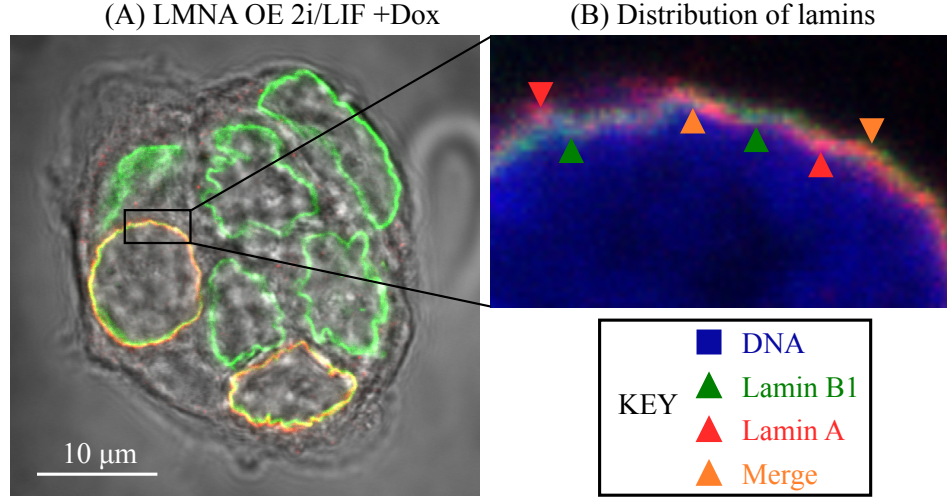 (A) LMNA OE 2i/LIF +Dox
(B) Distribution of lamins
10 μm
KEY
DNA
Lamin B1
Lamin A
Merge